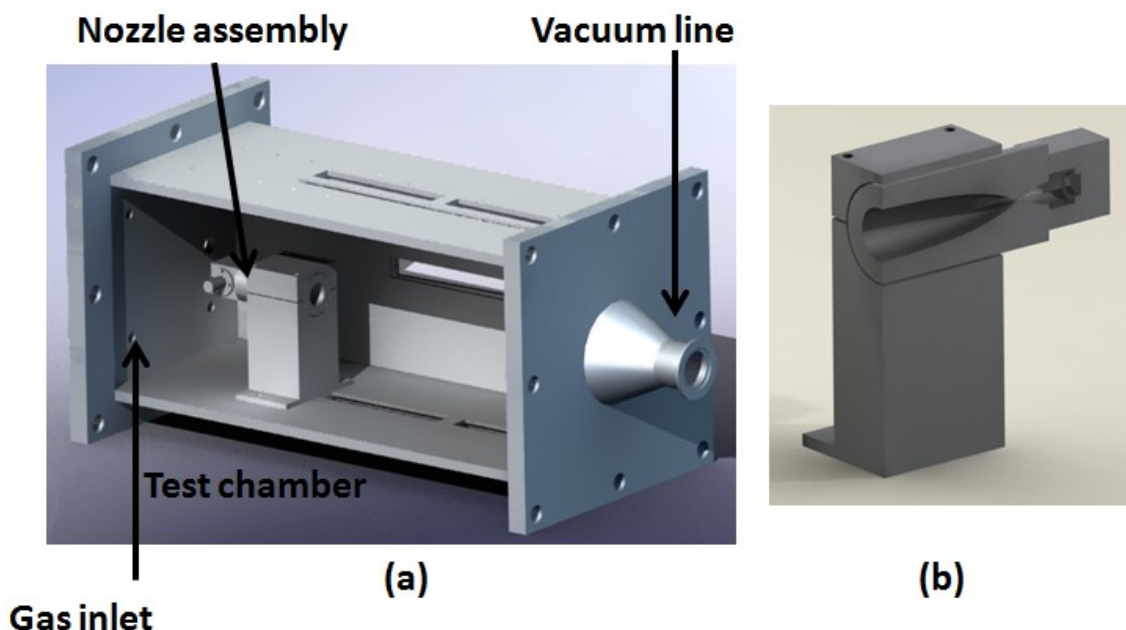 Nozzle assembly
Vacuum line
Test chamber
(a)
(b)
Gas inlet